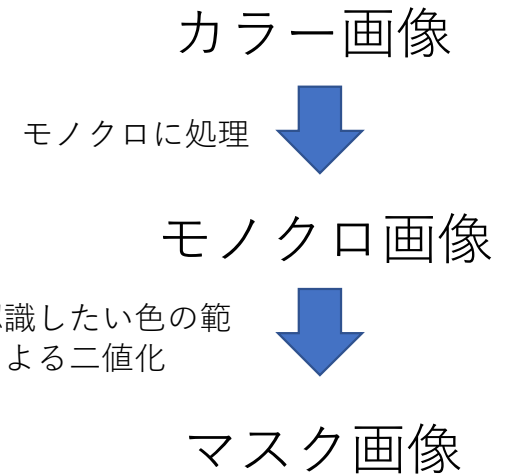 カラー画像
モノクロに処理
モノクロ画像
識したい色の範
よる二値化
マスク画像